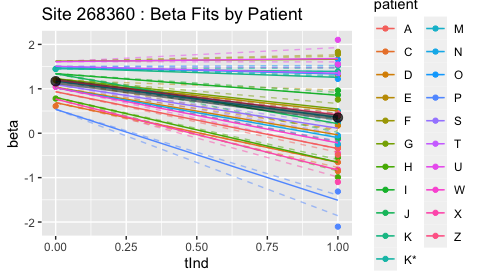 Site 268360 : Beta Fits by Patient
patient
2
1
0
-1
-2
beta
0.00 0.25 0.50 0.75 1.00
tInd
A M
C N
D O
E P
F S
G T
H U
I W
J X
K Z
K*